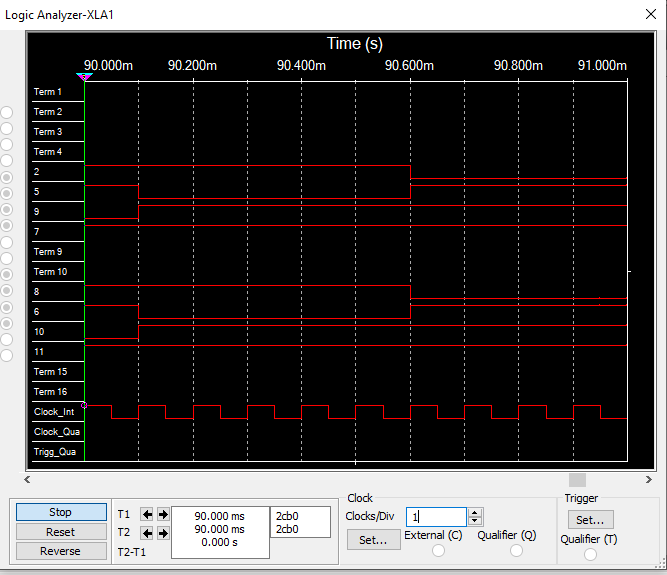 Logic Analyzer-XLA1
Time (s)
90.000m 90.200m 90.400m 90.600m 90.800m 91.000m
Term 1
Term 2
Term 3
Term 4
2
5
9
7
Term 9
Term 10
8
6
10
11
Term 15
Term 16
Clock_Int
Clock_Qua
Trigg_Qua
Stop
Reset
Reverse
T1
T2
T2-T1
90.000 ms
90.000 ms
0.000 s
2cb0
2cb0
Clock
Clocks/Div 1
Set...
External (C)
Qualifier (Q)
Trigger
Set...
Qualifier (T)